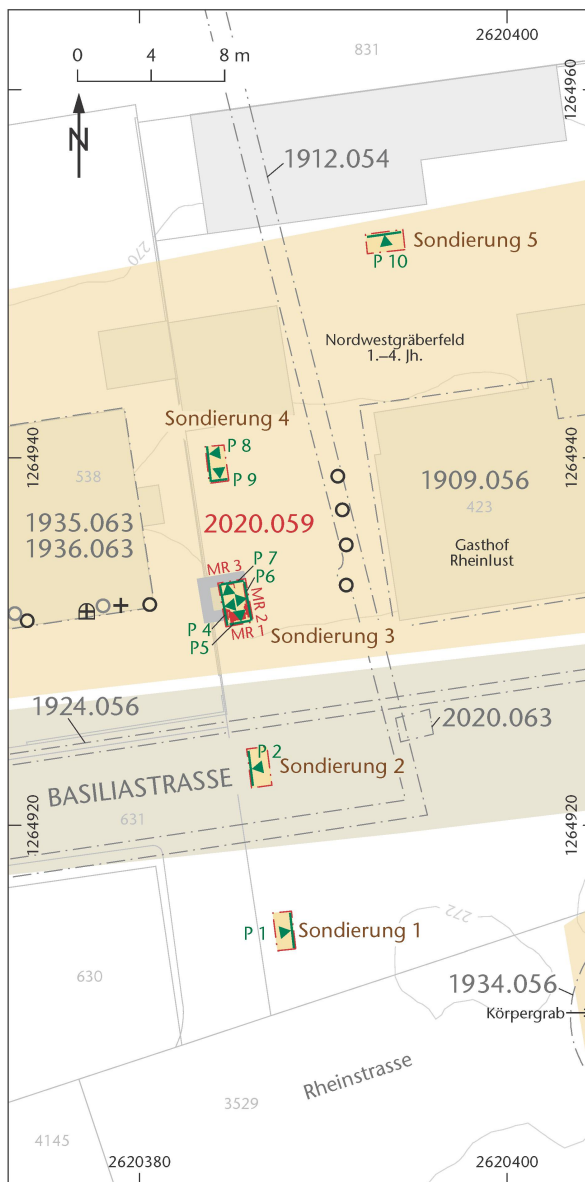 2620400
0 4 8 m
831
1264960
N
1912.054
270
Sondierung 5
P 10
Nordwestgräberfeld
1.–4. Jh.
Sondierung 4
P 8
P 9
1264940
1264940
538
1909.056
423
2020.059
1935.063
1936.063
Gasthof
Rheinlust
MR 3
P 7
P6
MR 2
P 4
MR 1
P5
Sondierung 3
1924.056
2020.063
P 2
Sondierung 2
BASILIASTRASSE
631
1264920
1264920
272
P 1
Sondierung 1
630
1934.056
Körpergrab
Rheinstrasse
3529
4145
2620380
2620400